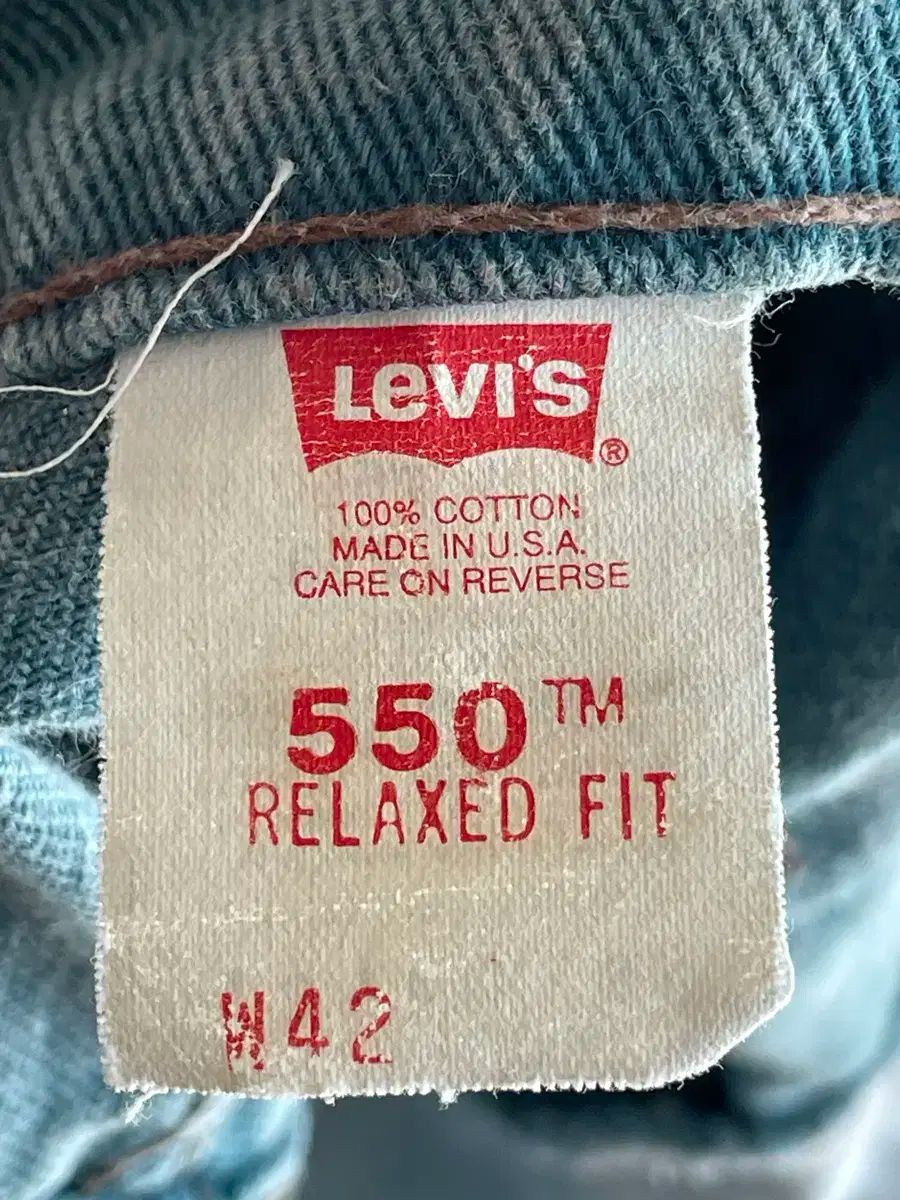 Levi's ®
100% COTTON
MADE IN U.S.A.
CARE ON REVERSE
550™
RELAXED FIT
W42